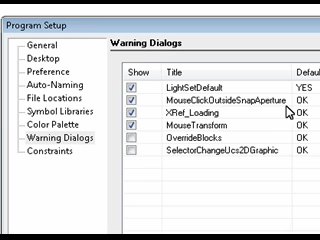 Program Setup
General
Desktop
Preference
Auto-Naming
File Locations
Symbol Libraries
Color Palette
Warning Dialogs
Constraints
Warning Dialogs
Show Title Defaul
LightSetDefault YES
MouseClickOutsideSnapAperture OK
XRef_Loading OK
MouseTransform OK
OverrideBlocks OK
SelectorChangeUcs2DGraphic OK